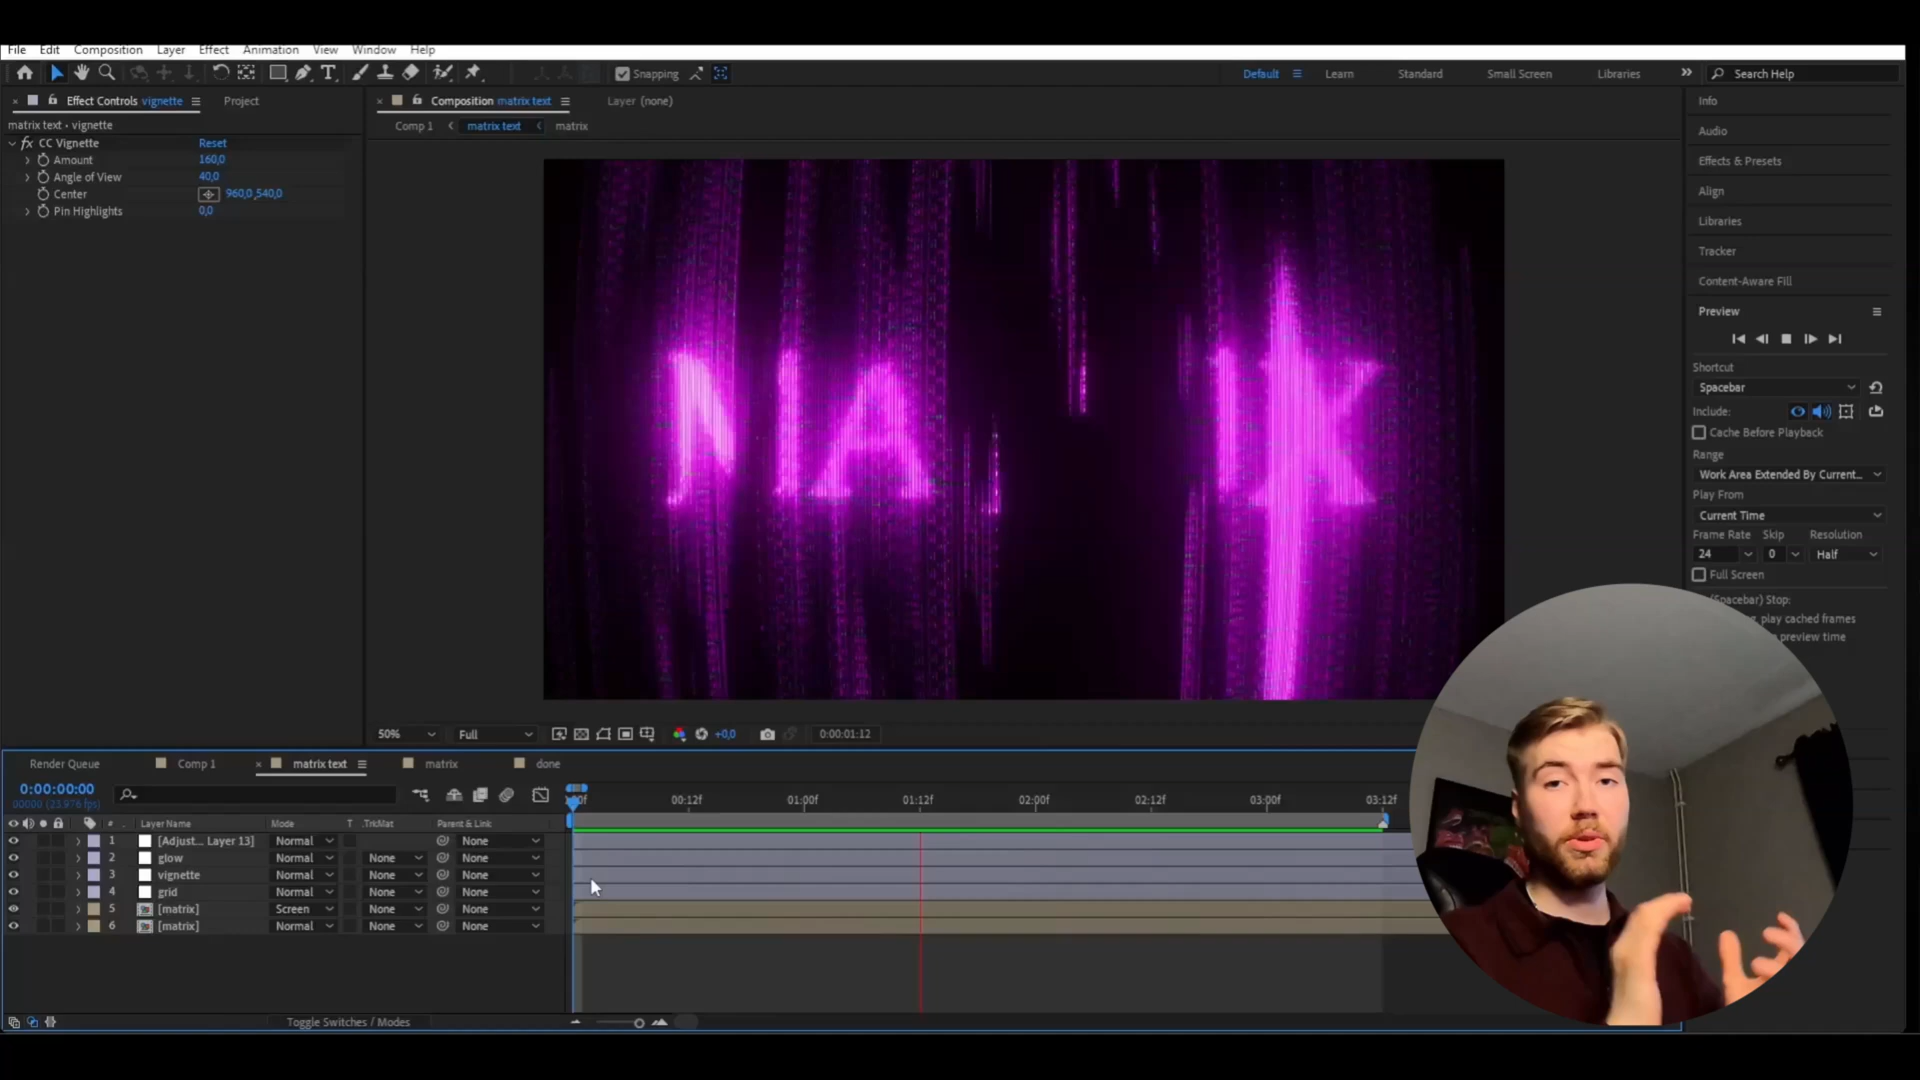 File Edit Composition Layer Effect Animation View Window Help
Snapping Default Learn Standard Small Screen Libraries Search Help
Effect Controls vignette Project
matrix text • vignette
fx CC Vignette Reset
Amount 160,0
Angle of View 40,0
Center 960,0,540,0
Pin Highlights 0,0
Composition matrix text Layer (none)
Comp 1 matrix text matrix
50% Full +0,0 0:00:01:12
Info
Audio
Effects & Presets
Align
Libraries
Tracker
Content-Aware Fill
Preview
Shortcut
Spacebar
Include:
Cache Before Playback
Range
Work Area Extended By Current...
Play From
Current Time
Frame Rate Skip Resolution
24 0 Half
Full Screen
(Spacebar) Stop:
play cached frames
preview time
Render Queue Comp 1 matrix text matrix done
0:00:00:00
00000 (23.976 fps)
00:12f 01:00f 01:12f 02:00f 02:12f 03:00f 03:12f
# Layer Name Mode T .TrkMat Parent & Link
1 [Adjust... Layer 13] Normal None
2 glow Normal None None
3 vignette Normal None None
4 grid Normal None None
5 [matrix] Screen None None
6 [matrix] Normal None None
Toggle Switches / Modes